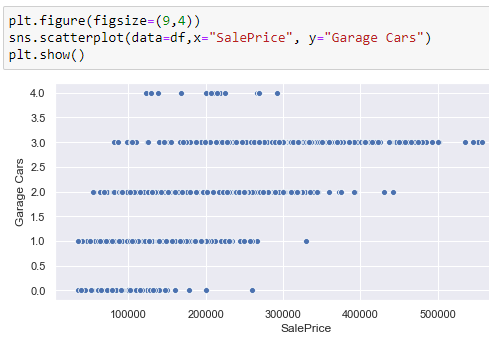 plt.figure(figsize=(9,4))
sns.scatterplot(data=df,x="SalePrice", y="Garage Cars")
plt.show()
4.0
3.5
3.0
2.5
2.0
1.5
1.0
0.5
0.0
Garage Cars
100000 200000 300000 400000 500000
SalePrice